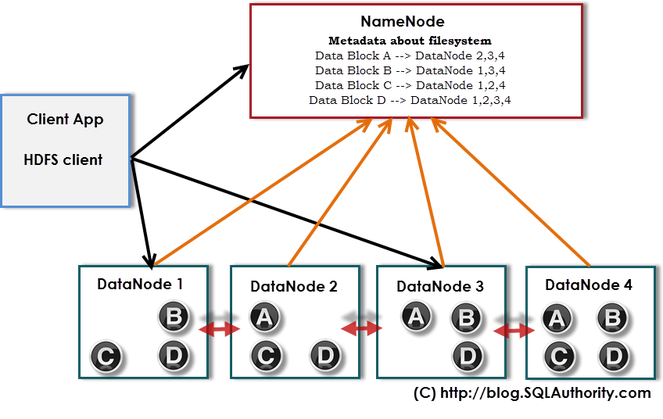 NameNode
Metadata about filesystem
Data Block A --> DataNode 2,3,4
Data Block B --> DataNode 1,3,4
Data Block C --> DataNode 1,2,4
Data Block D --> DataNode 1,2,3,4
Client App
HDFS client
DataNode 1
B
C D
DataNode 2
A
C D
DataNode 3
A B
D
DataNode 4
A B
C D
(C) http://blog.SQLAuthority.com